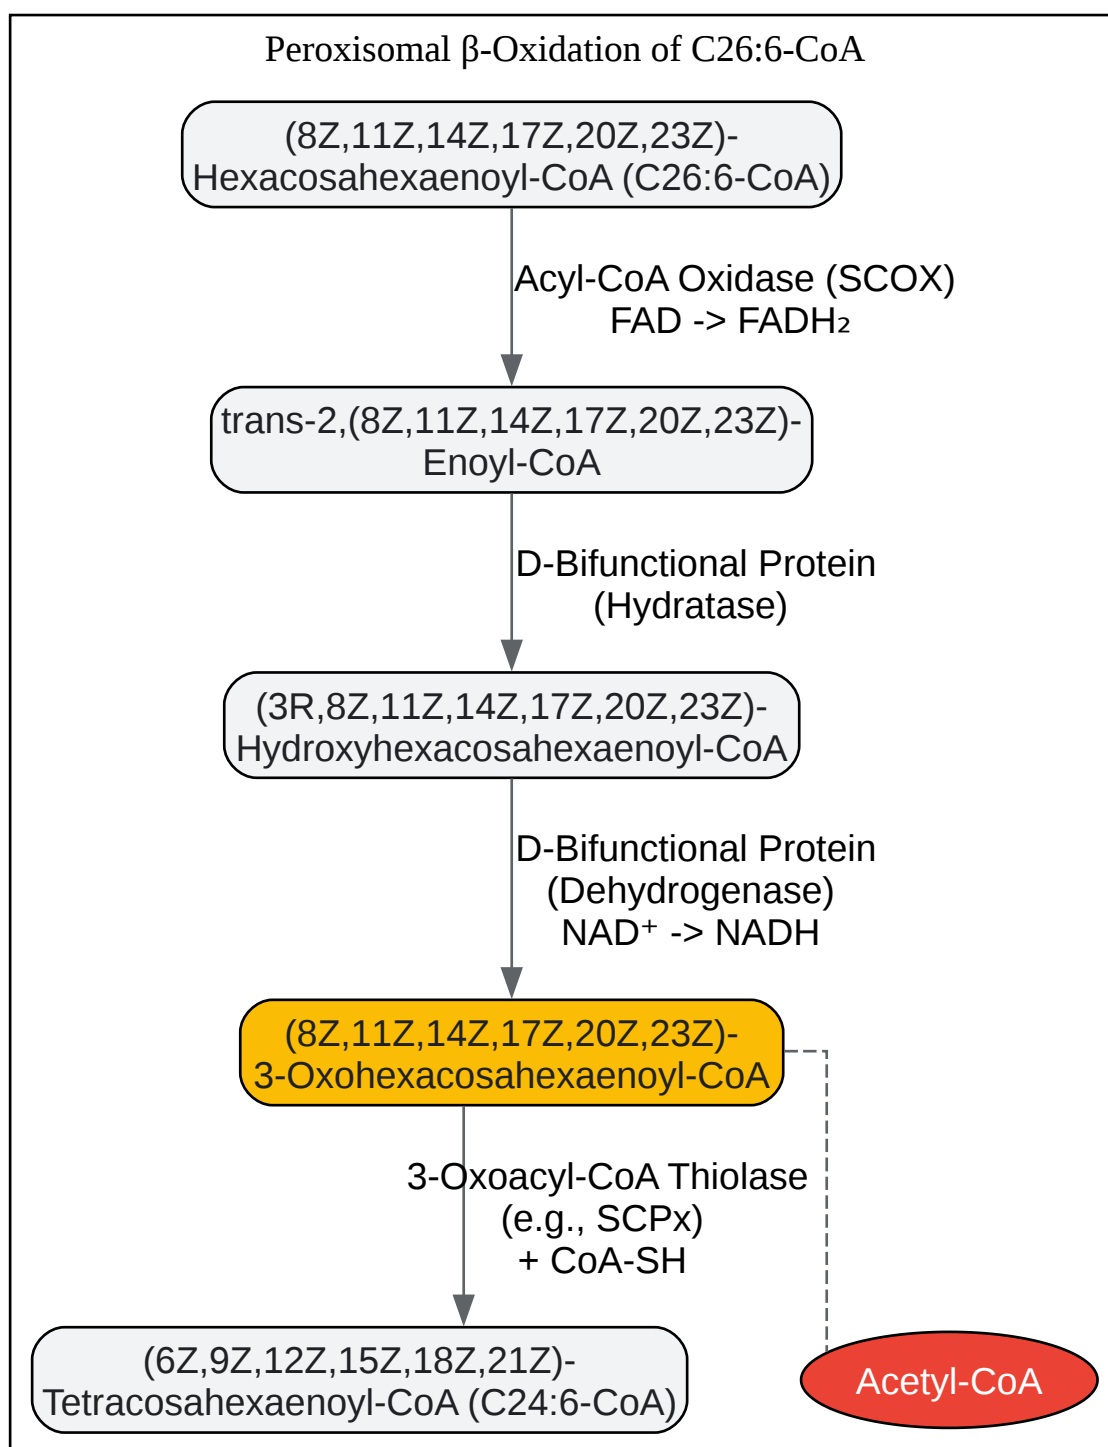 Peroxisomal β-Oxidation of C26:6-CoA
(8Z,11Z,14Z,17Z,20Z,23Z)-
Hexacosahexaenoyl-CoA (C26:6-CoA)
Acyl-CoA Oxidase (SCOX)
FAD -> FADH₂
trans-2,(8Z,11Z,14Z,17Z,20Z,23Z)-
Enoyl-CoA
D-Bifunctional Protein
(Hydratase)
(3R,8Z,11Z,14Z,17Z,20Z,23Z)-
Hydroxyhexacosahexaenoyl-CoA
D-Bifunctional Protein
(Dehydrogenase)
NAD⁺ -> NADH
(8Z,11Z,14Z,17Z,20Z,23Z)-
3-Oxohexacosahexaenoyl-CoA
3-Oxoacyl-CoA Thiolase
(e.g., SCPx)
+ CoA-SH
(6Z,9Z,12Z,15Z,18Z,21Z)-
Tetracosahexaenoyl-CoA (C24:6-CoA)
Acetyl-CoA